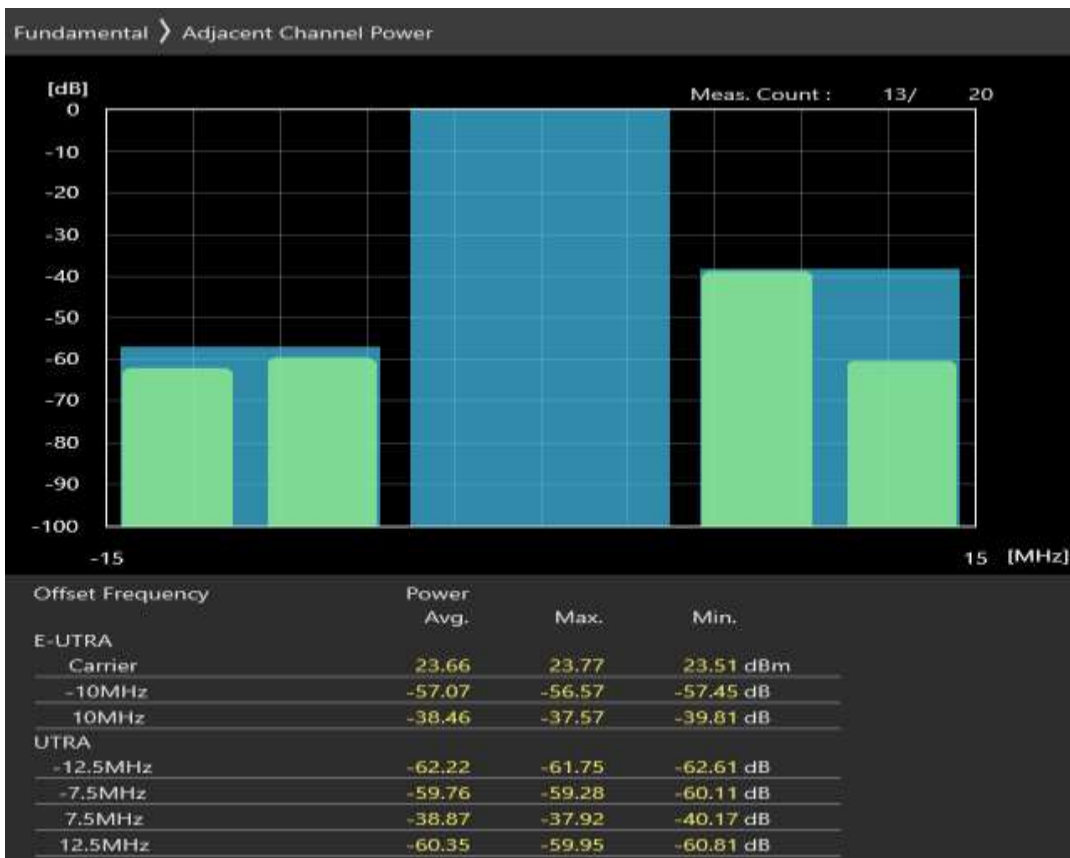 Fundamental ❯ Adjacent Channel Power
[dB]
Meas. Count : 13/ 20
0
-10
-20
-30
-40
-50
-60
-70
-80
-90
-100
-15 15 [MHz]
Offset Frequency Power
Avg. Max. Min.
E-UTRA
Carrier 23.66 23.77 23.51 dBm
-10MHz -57.07 -56.57 -57.45 dB
10MHz -38.46 -37.57 -39.81 dB
UTRA
-12.5MHz -62.22 -61.75 -62.61 dB
-7.5MHz -59.76 -59.28 -60.11 dB
7.5MHz -38.87 -37.92 -40.17 dB
12.5MHz -60.35 -59.95 -60.81 dB